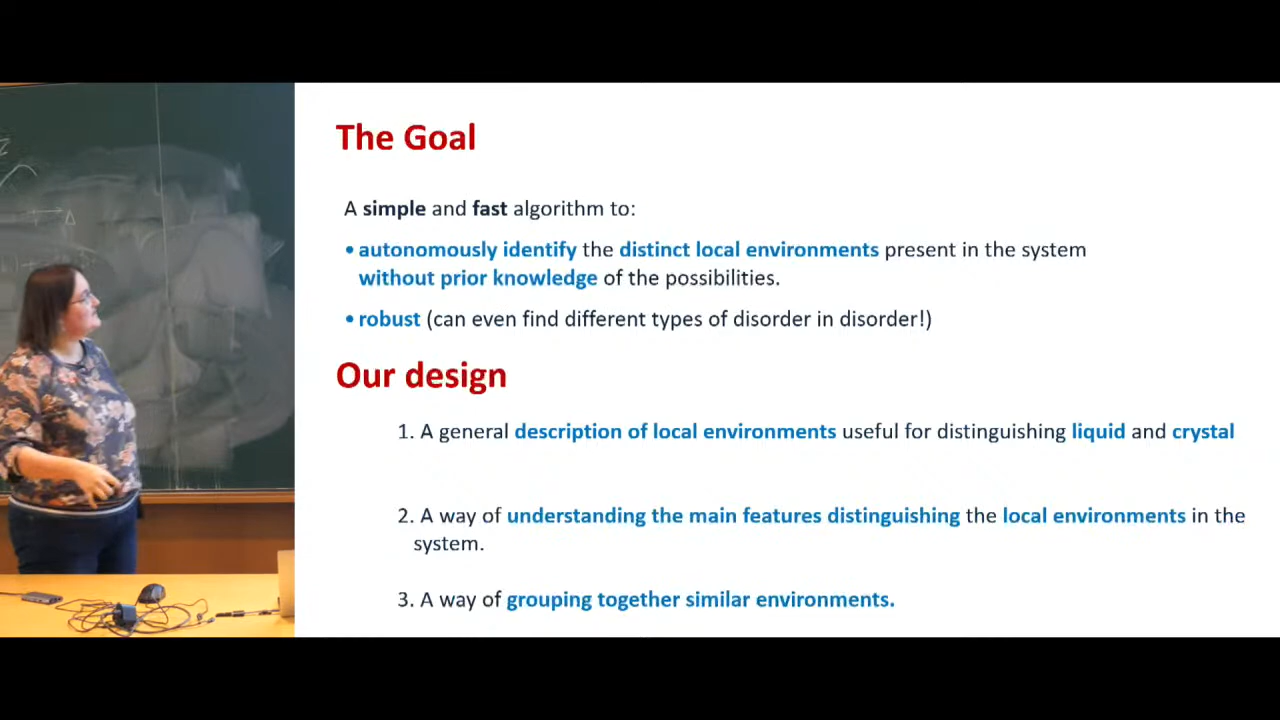 The Goal
A simple and fast algorithm to:
• autonomously identify the distinct local environments present in the system
without prior knowledge of the possibilities.
• robust (can even find different types of disorder in disorder!)
Our design
1. A general description of local environments useful for distinguishing liquid and crystal
2. A way of understanding the main features distinguishing the local environments in the
system.
3. A way of grouping together similar environments.